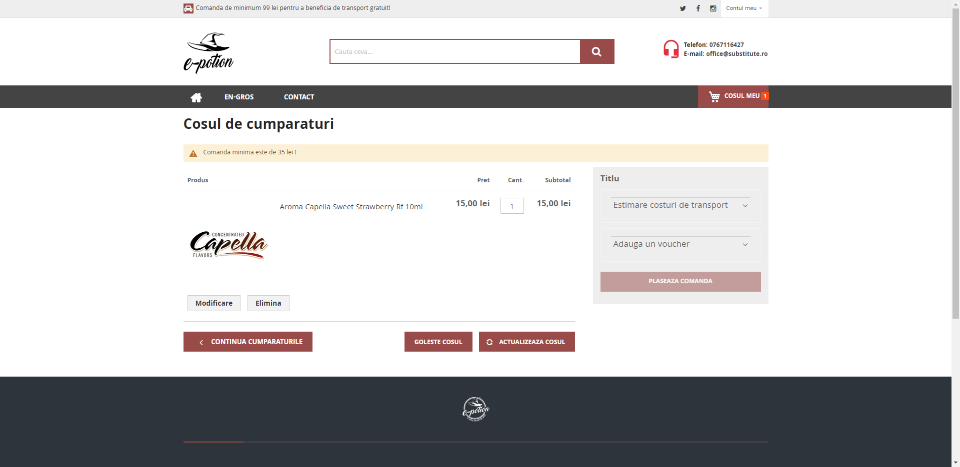 Comanda de minimum 99 lei pentru a beneficia de transport gratuit!
Contul meu
e-potion
Cauta ceva...
Telefon: 0767116427
E-mail: office@substitute.ro
EN-GROS
CONTACT
COSUL MEU 1
Cosul de cumparaturi
Comanda minima este de 35 lei !
Produs Pret Cant Subtotal
Aroma Capella Sweet Strawberry Rf 10ml 15,00 lei 1 15,00 lei
CONCENTRATED
Capella
FLAVORS
Modificare Elimina
CONTINUA CUMPARATURILE GOLESTE COSUL ACTUALIZEAZA COSUL
Titlu
Estimare costuri de transport
Adauga un voucher
PLASEAZA COMANDA
e-potion